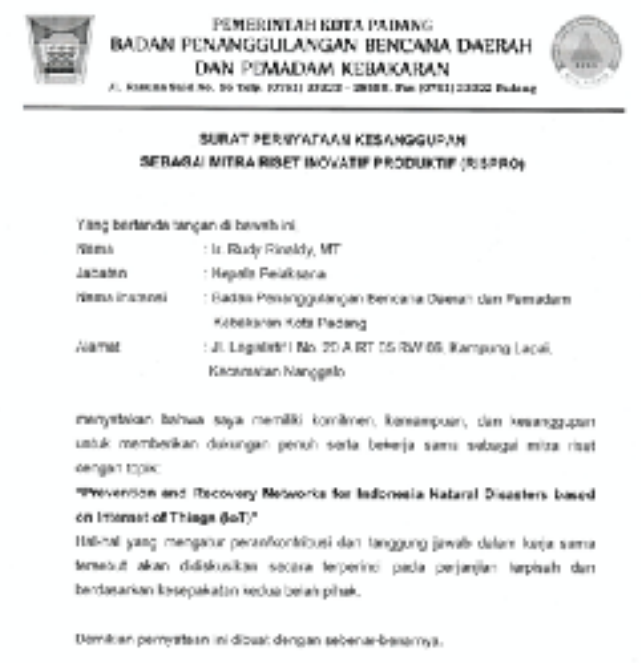 PEMERINTAH KOTA PADANG
BADAN PENANGGULANGAN BENCANA DAERAH
DAN PEMADAM KEBAKARAN
SURAT PERNYATAAN KESANGGUPAN
SEBAGAI MITRA RISET INOVATIF PRODUKTIF (RISPRO)
Yang bertanda tangan di bawah ini
Nama : Ir. Rudy Rinaldy, MT
Jabatan : Kepala Pelaksana
Nama Instansi : Badan Penanggulangan Bencana Daerah dan Pemadam
Kebakaran Kota Padang
Alamat : Jl. Legislatif I No. 20 A RT 05 RW 06, Kampung Lapai,
Kecamatan Nanggalo
menyatakan bahwa saya memiliki komitmen, kemampuan, dan kesanggupan
untuk memberikan dukungan penuh serta bekerja sama sebagai mitra riset
dengan topik:
"Prevention and Recovery Networks for Indonesia Natural Disasters based
on Internet of Things (IoT)"
Hal-hal yang mengatur peran/kontribusi dan tanggung jawab dalam kerja sama
tersebut akan didiskusikan secara terperinci pada perjanjian terpisah dan
berdasarkan kesepakatan kedua belah pihak.
Demikian pernyataan ini dibuat dengan sebenar-benarnya.